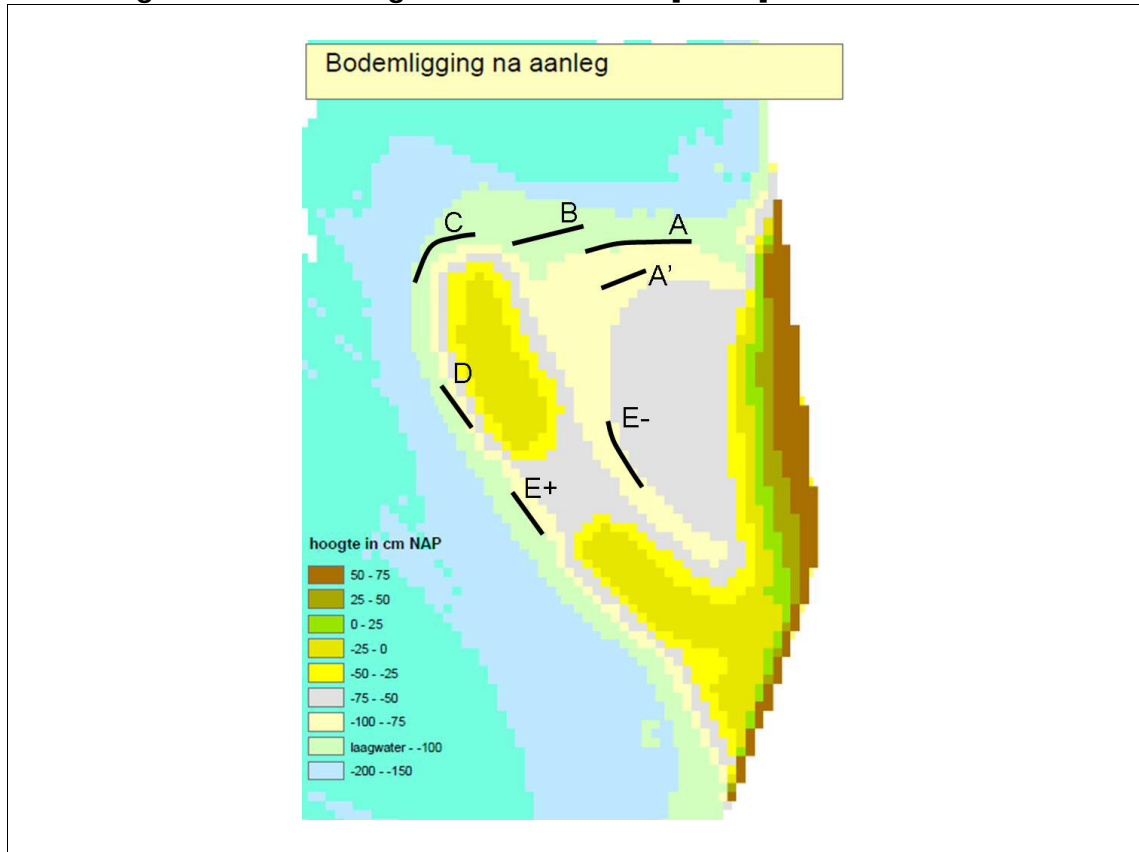 Bodemligging na aanleg
B
C
A
A'
D
E-
E+
hoogte in cm NAP
50 - 75
25 - 50
0 - 25
-25 - 0
-50 - -25
-75 - -50
-100 - -75
laagwater - -100
-200 - -150